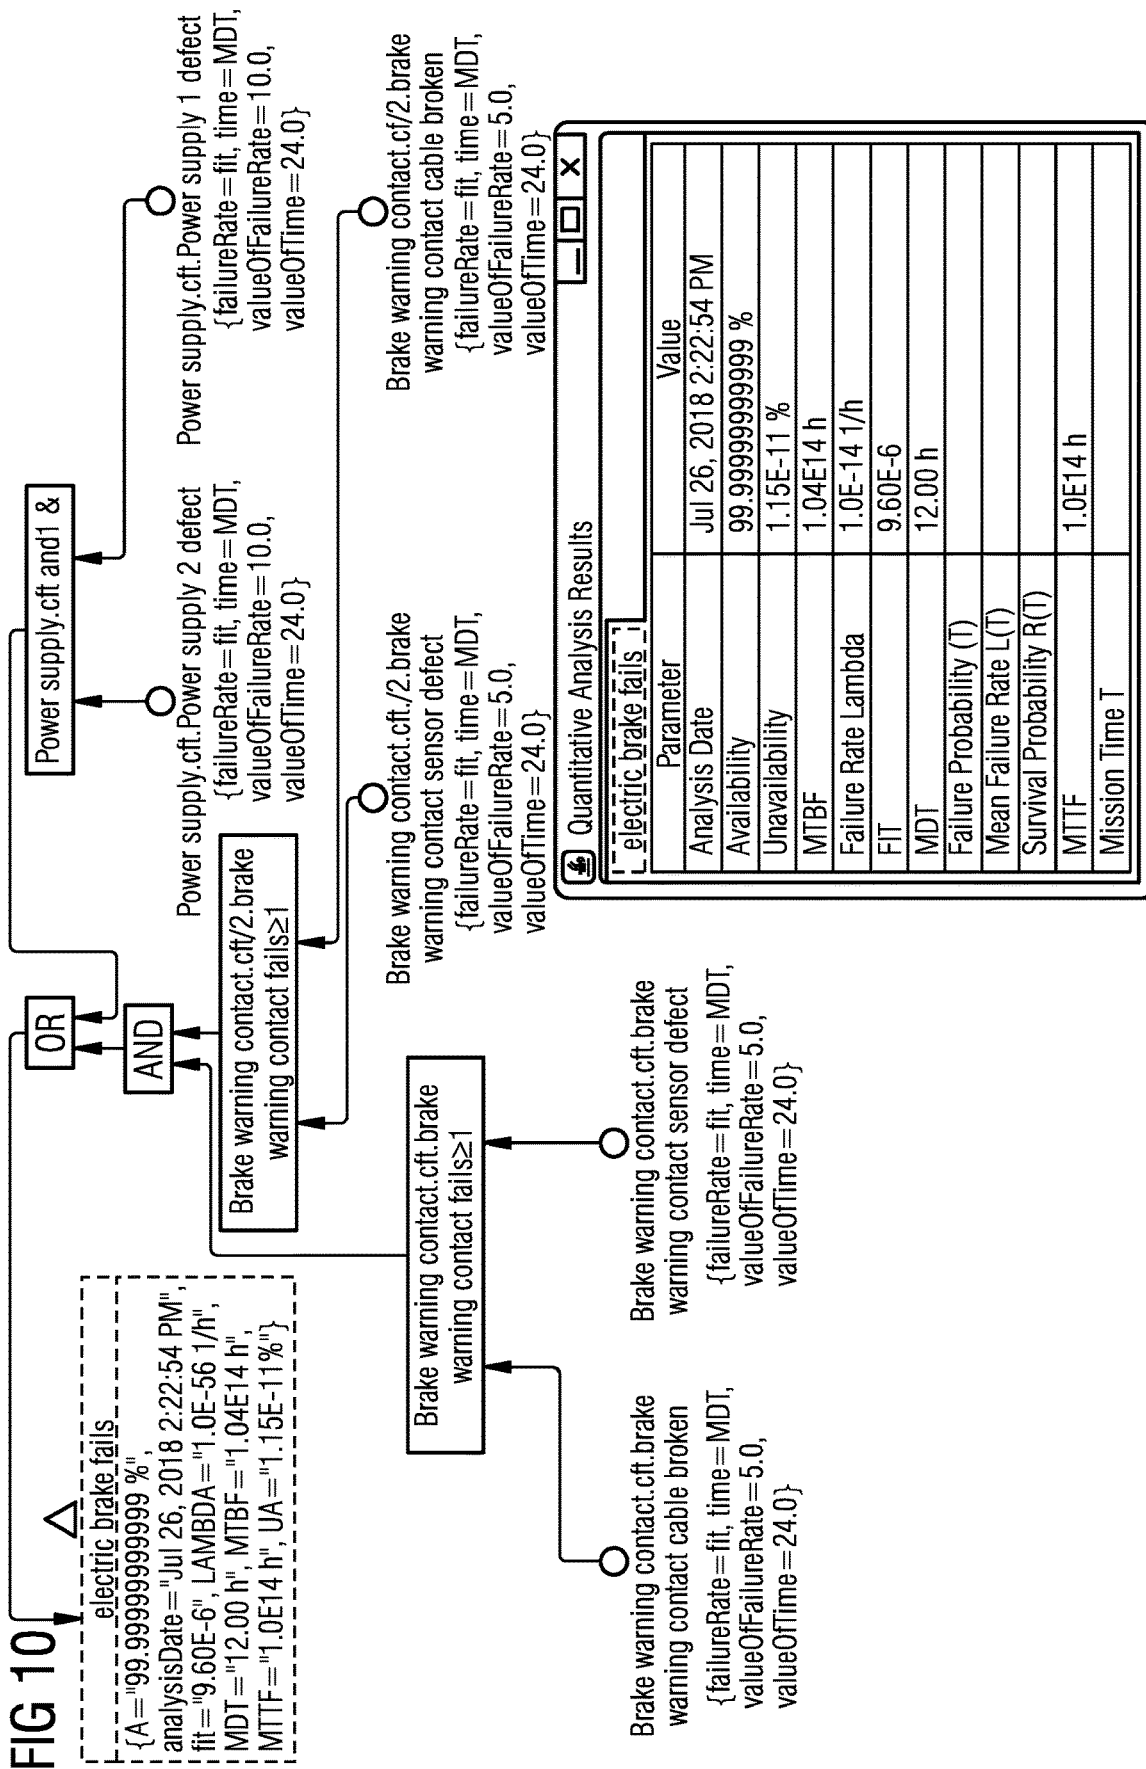 FIG 10
electric brake fails
{A="99.99999999999 %",
analysisDate="Jul 26, 2018 2:22:54 PM",
fit="9.60E-6", LAMBDA="1.0E-56 1/h",
MDT="12.00 h", MTBF="1.04E14 h",
MTTF="1.0E14 h", UA="1.15E-11%"}
OR
AND
Power supply.cft and1 &
Power supply.cft.Power supply 2 defect
{failureRate=fit, time=MDT,
valueOfFailureRate=10.0,
valueOfTime=24.0}
Power supply.cft.Power supply 1 defect
{failureRate=fit, time=MDT,
valueOfFailureRate=10.0,
valueOfTime=24.0}
Brake warning contact.cft/2.brake
warning contact fails≥1
Brake warning contact.cft./2.brake
warning contact sensor defect
{failureRate=fit, time=MDT,
valueOfFailureRate=5.0,
valueOfTime=24.0}
Brake warning contact.cf/2.brake
warning contact cable broken
{failureRate=fit, time=MDT,
valueOfFailureRate=5.0,
valueOfTime=24.0}
Brake warning contact.cft.brake
warning contact fails≥1
Brake warning contact.cft.brake
warning contact cable broken
{failureRate=fit, time=MDT,
valueOfFailureRate=5.0,
valueOfTime=24.0}
Brake warning contact.cft.brake
warning contact sensor defect
{failureRate=fit, time=MDT,
valueOfFailureRate=5.0,
valueOfTime=24.0}
Quantitative Analysis Results
electric brake fails
Parameter Value
Analysis Date Jul 26, 2018 2:22:54 PM
Availability 99.99999999999 %
Unavailability 1.15E-11 %
MTBF 1.04E14 h
Failure Rate Lambda 1.0E-14 1/h
FIT 9.60E-6
MDT 12.00 h
Failure Probability (T)
Mean Failure Rate L(T)
Survival Probability R(T)
MTTF 1.0E14 h
Mission Time T